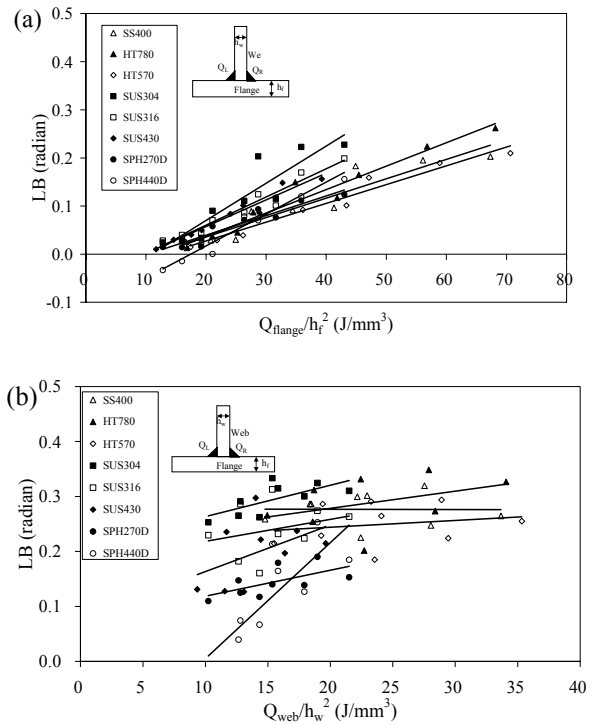 (a)
0.5
0.4
0.3
0.2
0.1
0.0
-0.1
LB (radian)
SS400
HT780
HT570
SUS304
SUS316
SUS430
SPH270D
SPH440D
hw
We
QL
QR
Flange
hf
0 10 20 30 40 50 60 70 80
Qflange/hf² (J/mm³)
(b)
0.5
0.4
0.3
0.2
0.1
0.0
LB (radian)
SS400
HT780
HT570
SUS304
SUS316
SUS430
SPH270D
SPH440D
hw
Web
QL
QR
Flange
hf
0 5 10 15 20 25 30 35 40
Qweb/hw² (J/mm³)